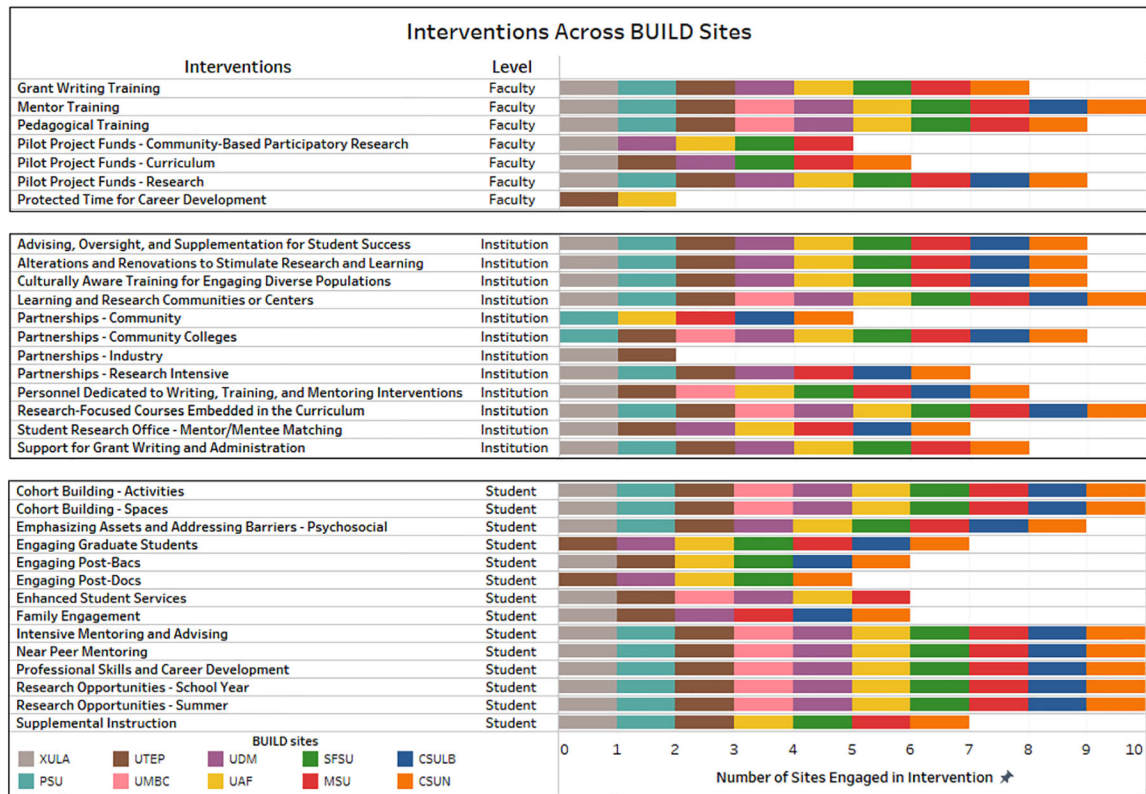 Interventions Across BUILD Sites
Interventions Level
Grant Writing Training Faculty
Mentor Training Faculty
Pedagogical Training Faculty
Pilot Project Funds - Community-Based Participatory Research Faculty
Pilot Project Funds - Curriculum Faculty
Pilot Project Funds - Research Faculty
Protected Time for Career Development Faculty
Advising, Oversight, and Supplementation for Student Success Institution
Alterations and Renovations to Stimulate Research and Learning Institution
Culturally Aware Training for Engaging Diverse Populations Institution
Learning and Research Communities or Centers Institution
Partnerships - Community Institution
Partnerships - Community Colleges Institution
Partnerships - Industry Institution
Partnerships - Research Intensive Institution
Personnel Dedicated to Writing, Training, and Mentoring Interventions Institution
Research-Focused Courses Embedded in the Curriculum Institution
Student Research Office - Mentor/Mentee Matching Institution
Support for Grant Writing and Administration Institution
Cohort Building - Activities Student
Cohort Building - Spaces Student
Emphasizing Assets and Addressing Barriers - Psychosocial Student
Engaging Graduate Students Student
Engaging Post-Bacs Student
Engaging Post-Docs Student
Enhanced Student Services Student
Family Engagement Student
Intensive Mentoring and Advising Student
Near Peer Mentoring Student
Professional Skills and Career Development Student
Research Opportunities - School Year Student
Research Opportunities - Summer Student
Supplemental Instruction Student
BUILD sites
XULA UTEP UDM SFSU CSULB
PSU UMBC UAF MSU CSUN
0 1 2 3 4 5 6 7 8 9 10
Number of Sites Engaged in Intervention